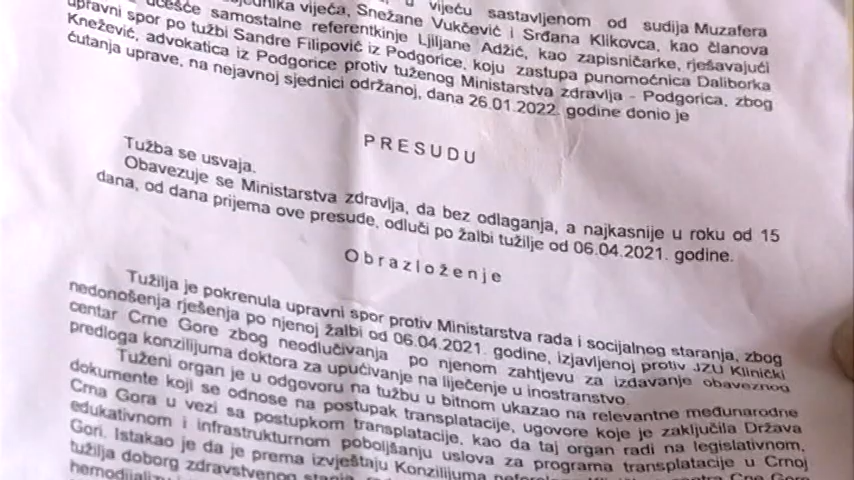 u vijeću sastavljenom od sudija Muzafera
vijeća, Snežane Vukčević i Srđana Klikovca, kao članova
učešće samostalne referentkinje Ljiljane Adžić, kao zapisničarke, rješavajući
upravni spor po tužbi Sandre Filipović iz Podgorice, koju zastupa punomoćnica Daliborka
Knežević, advokatica iz Podgorice protiv tuženog Ministarstva zdravlja - Podgorica, zbog
ćutanja uprave, na nejavnoj sjednici održanoj, dana 26.01.2022. godine donio je
P R E S U D U
Tužba se usvaja.
Obavezuje se Ministarstva zdravlja, da bez odlaganja, a najkasnije u roku od 15
dana, od dana prijema ove presude, odluči po žalbi tužilje od 06.04.2021. godine.
O b r a z l o ž e nj e
Tužilja je pokrenula upravni spor protiv Ministarstva rada i socijalnog staranja, zbog
nedonošenja rješenja po njenoj žalbi od 06.04.2021. godine, izjavljenoj protiv JZU Klinički
centar Crne Gore zbog neodlučivanja po njenom zahtjevu za izdavanje obaveznog
predloga konzilijuma doktora za upućivanje na liječenje u inostranstvo.
Tuženi organ je u odgovoru na tužbu u bitnom ukazao na relevantne međunarodne
dokumente koji se odnose na postupak transplatacije, ugovore koje je zaključila Država
Crna Gora u vezi sa postupkom transplatacije, kao da taj organ radi na legislativnom,
edukativnom i infrastrukturnom poboljšanju uslova za programa transplatacije u Crnoj
Gori. Istakao je da je prema izvještaju Konzilijuma
tužilja doborg zdravstvenog